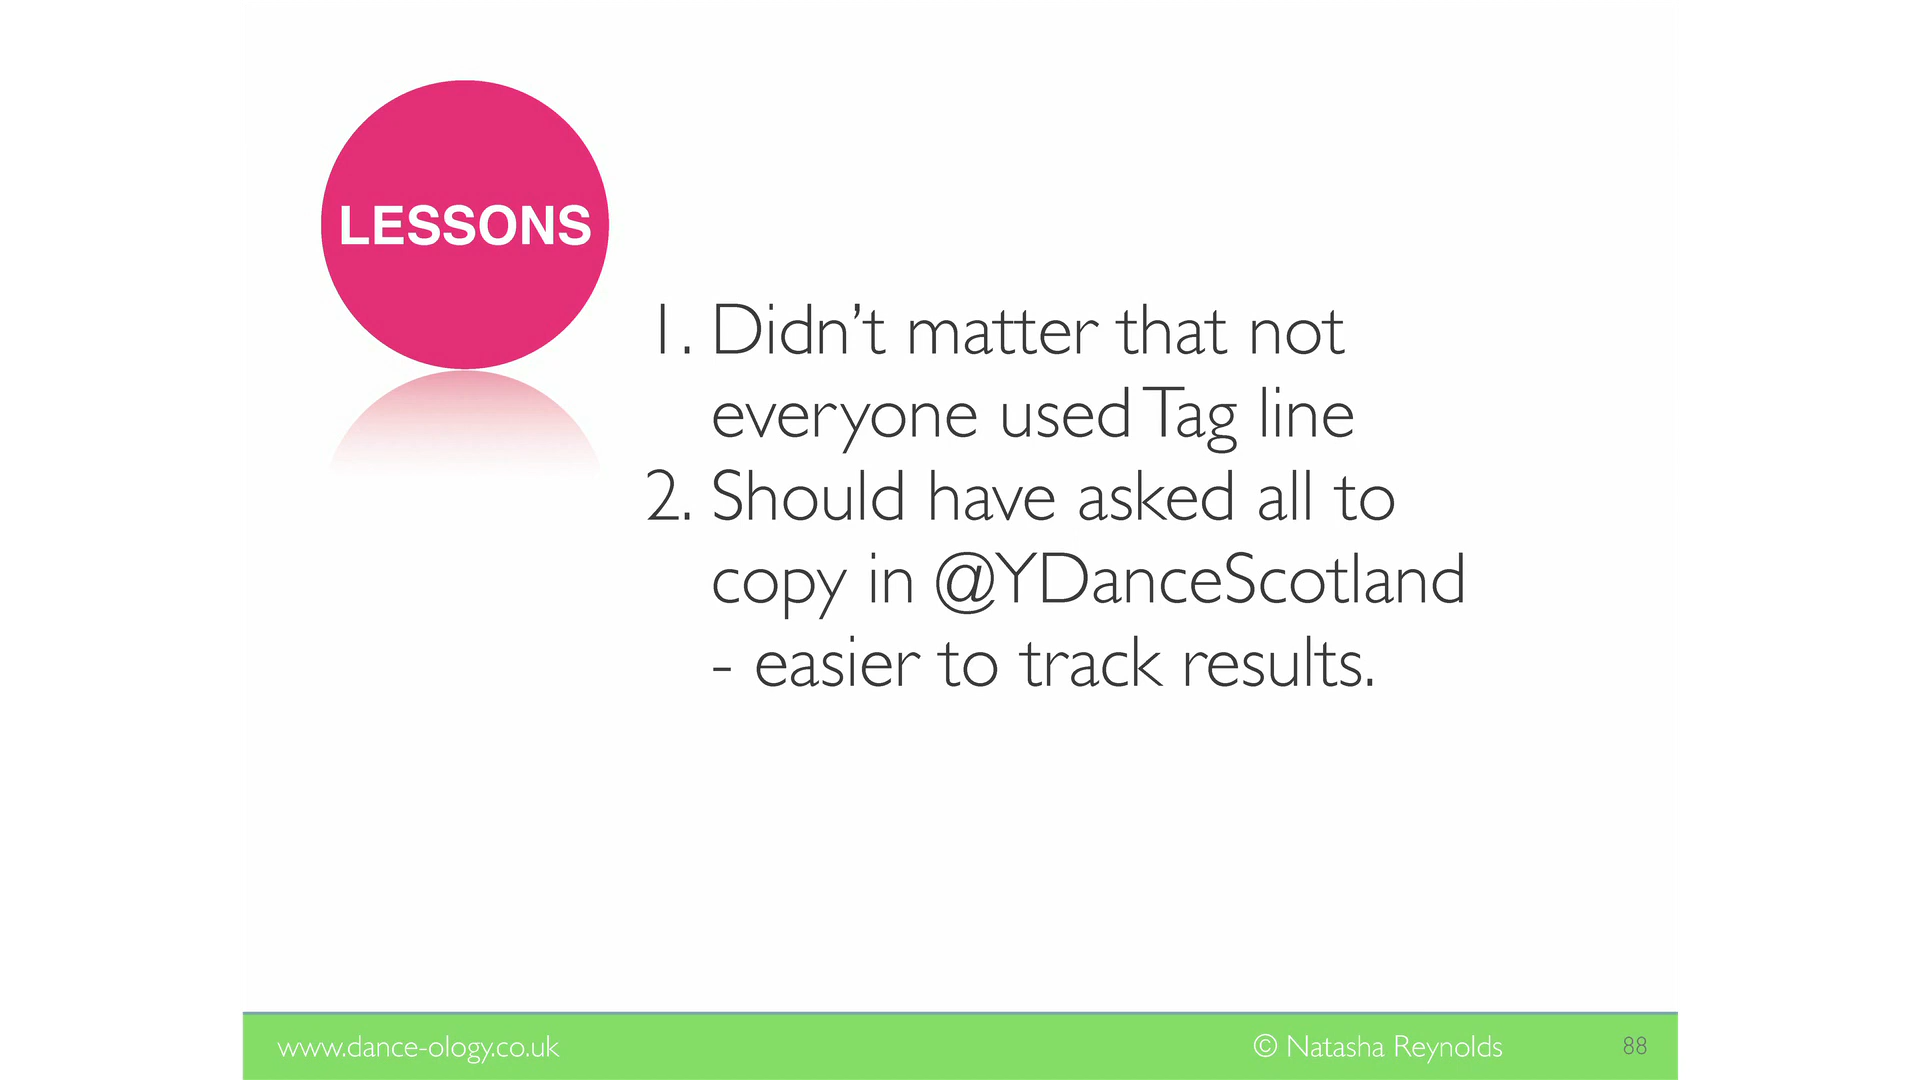 LESSONS
1. Didn’t matter that not
everyone used Tag line
2. Should have asked all to
copy in @YDanceScotland
- easier to track results.
www.dance-ology.co.uk
© Natasha Reynolds
88